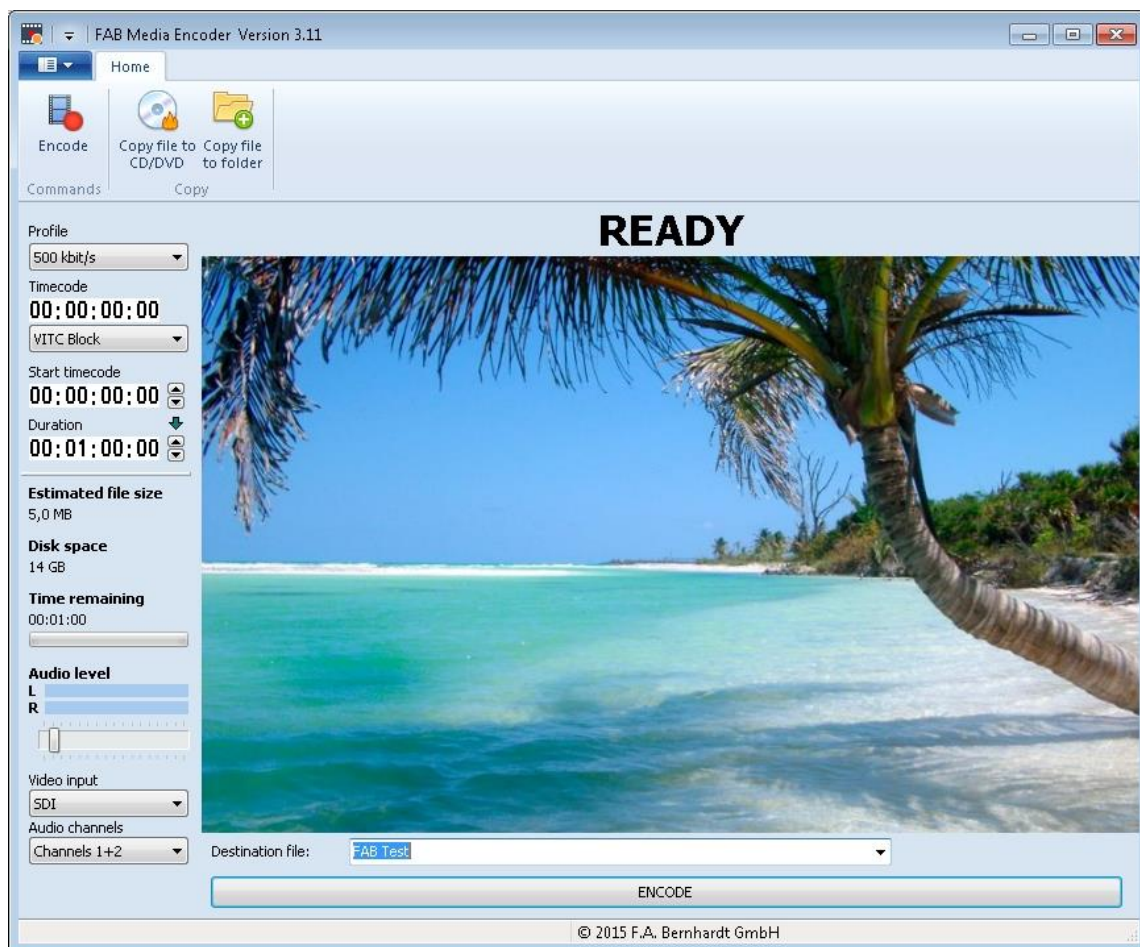 FAB Media Encoder Version 3.11
Home
Encode
Copy file to
CD/DVD
Copy file
to folder
Commands
Copy
READY
Profile
500 kbit/s
Timecode
00:00:00:00
VITC Block
Start timecode
00:00:00:00
Duration
00:01:00:00
Estimated file size
5,0 MB
Disk space
14 GB
Time remaining
00:01:00
Audio level
L
R
Video input
SDI
Audio channels
Channels 1+2
Destination file: FAB Test
ENCODE
© 2015 F.A. Bernhardt GmbH